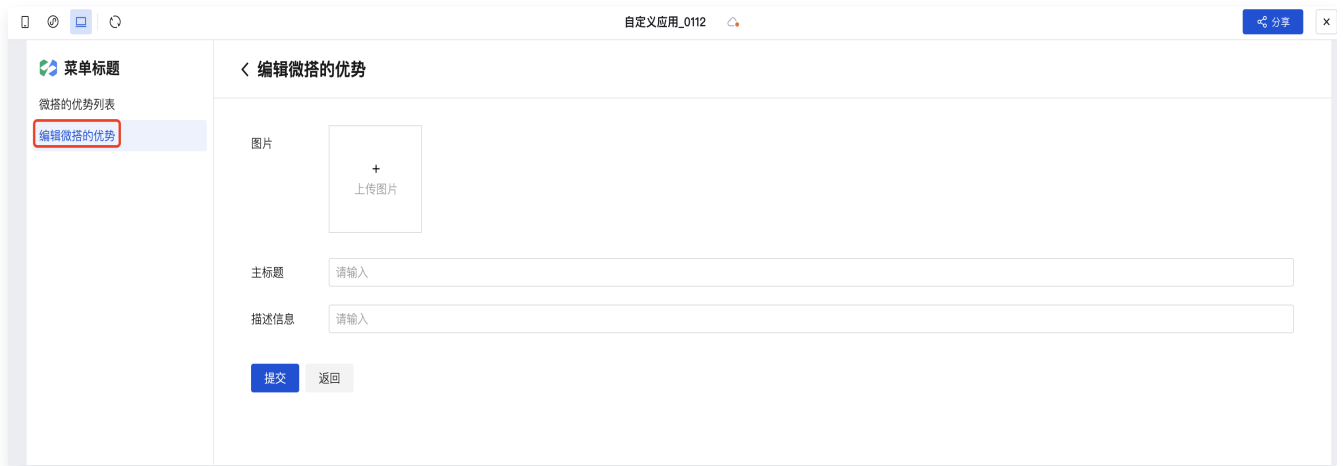 自定义应用_0112
分享
菜单标题
微搭的优势列表
编辑微搭的优势
编辑微搭的优势
图片
+
上传图片
主标题
请输入
描述信息
请输入
提交
返回